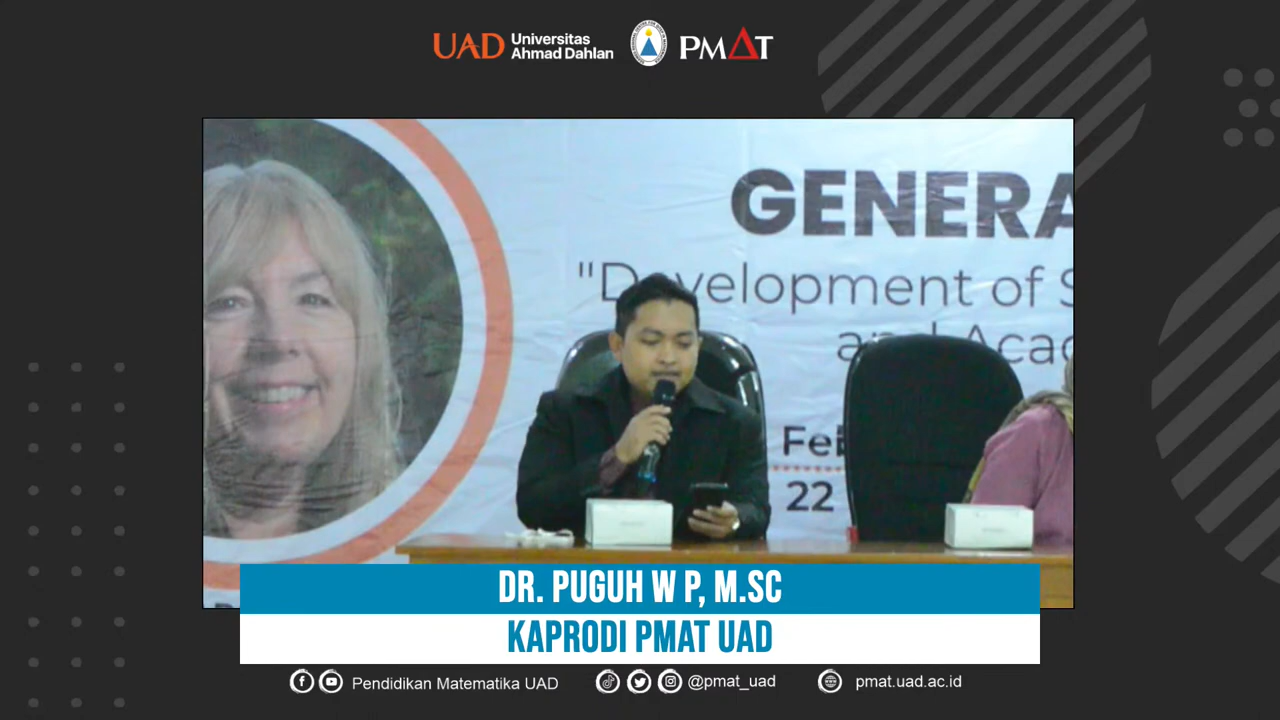 UAD Universitas
Ahmad Dahlan
PMAT
GENERA
"Development of S
and Acad
Feb
22
DR. PUGUH W P, M.SC
KAPRODI PMAT UAD
Pendidikan Matematika UAD
@pmat_uad
pmat.uad.ac.id